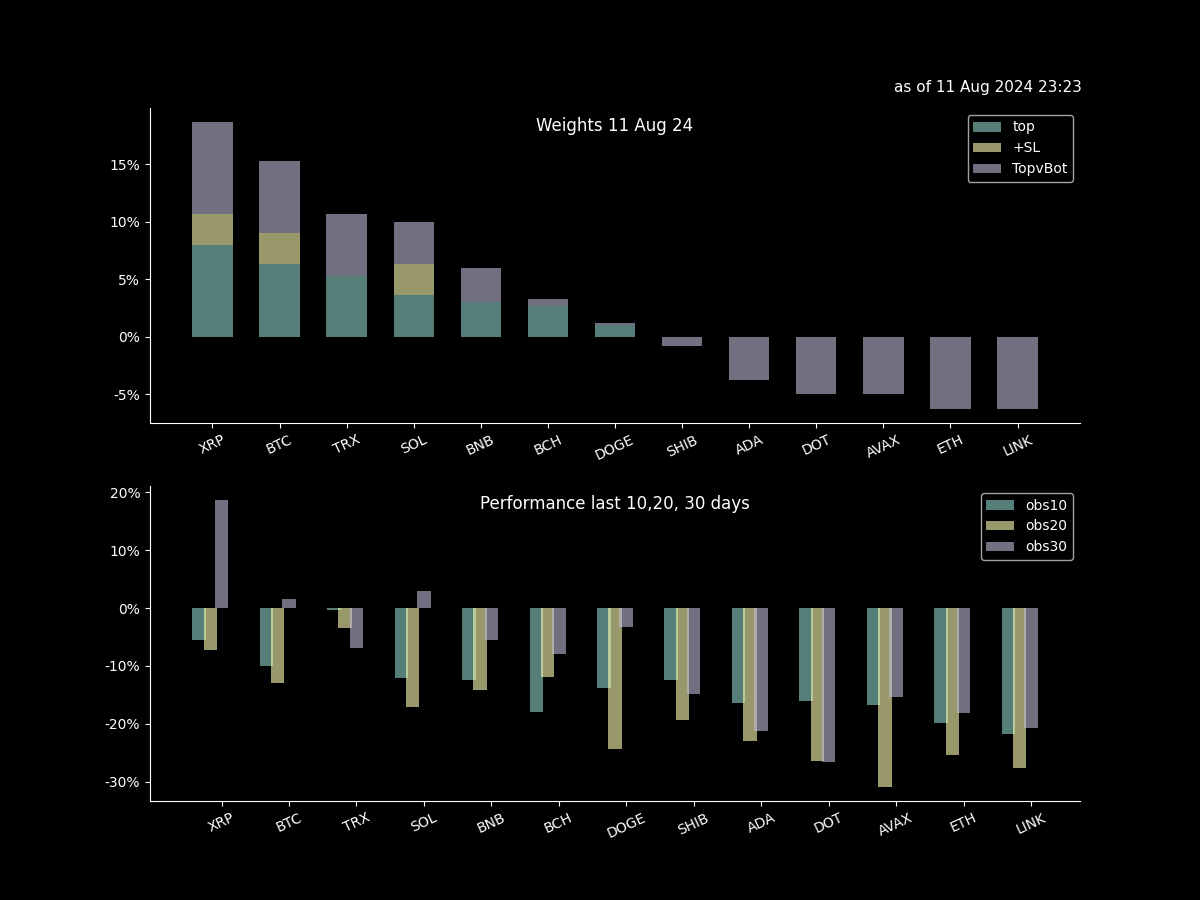 as of 11 Aug 2024 23:23
Weights 11 Aug 24
top
+SL
TopvBot
15%
10%
5%
0%
-5%
XRP BTC TRX SOL BNB BCH DOGE SHIB ADA DOT AVAX ETH LINK
Performance last 10,20, 30 days
obs10
obs20
obs30
20%
10%
0%
-10%
-20%
-30%
XRP BTC TRX SOL BNB BCH DOGE SHIB ADA DOT AVAX ETH LINK